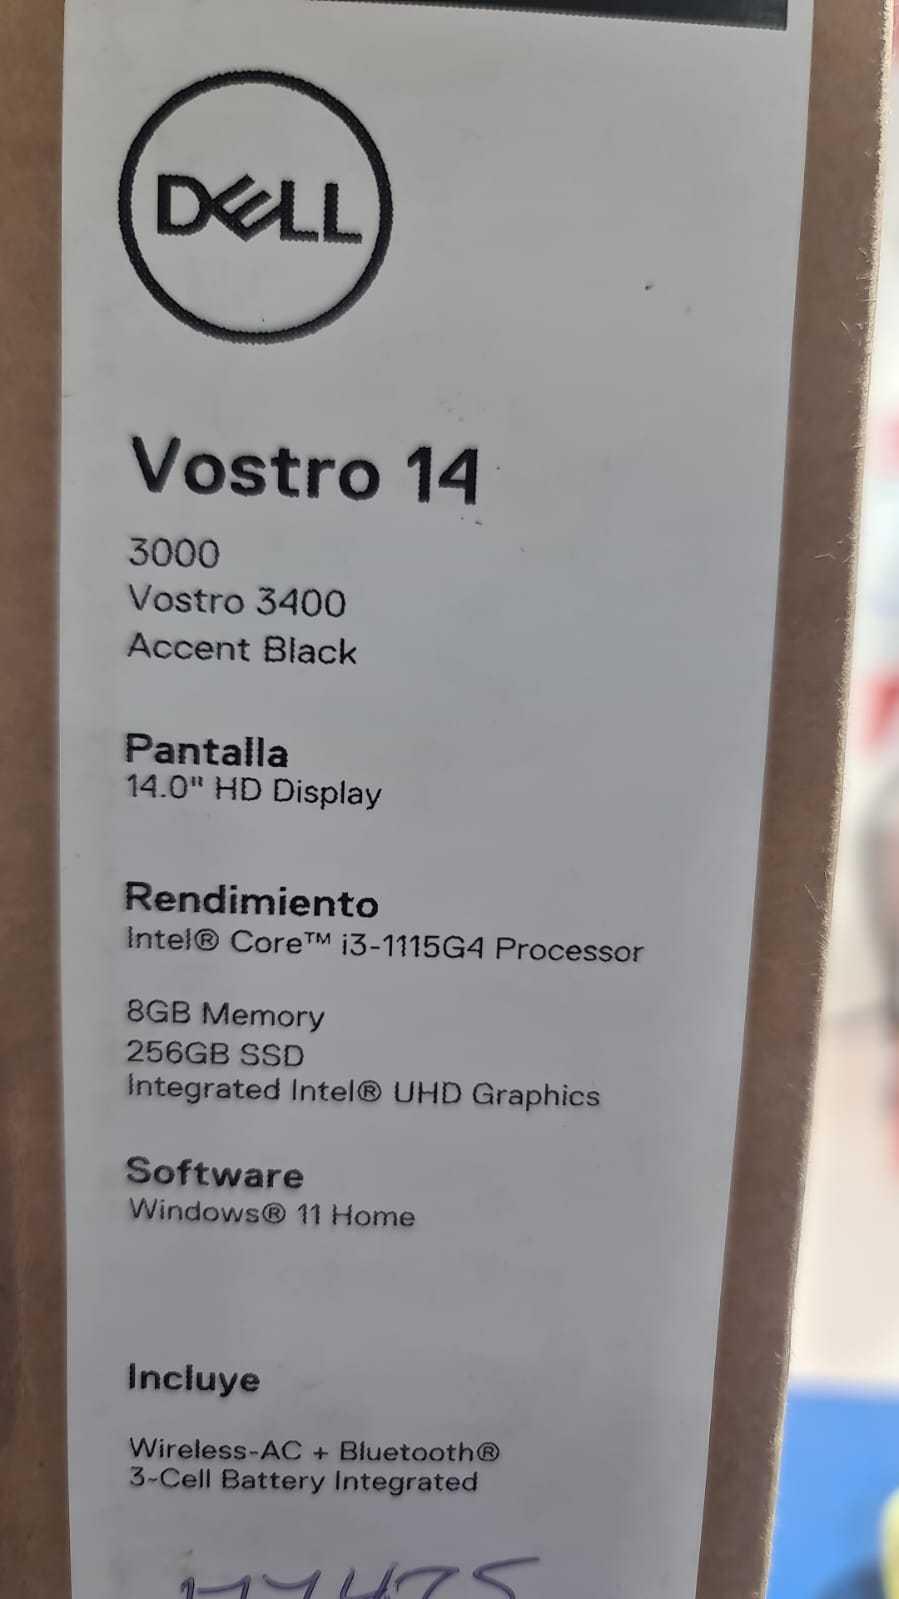 DELL
Vostro 14
3000
Vostro 3400
Accent Black
Pantalla
14.0" HD Display
Rendimiento
Intel® Core™ i3-1115G4 Processor
8GB Memory
256GB SSD
Integrated Intel® UHD Graphics
Software
Windows® 11 Home
Incluye
Wireless-AC + Bluetooth®
3-Cell Battery Integrated